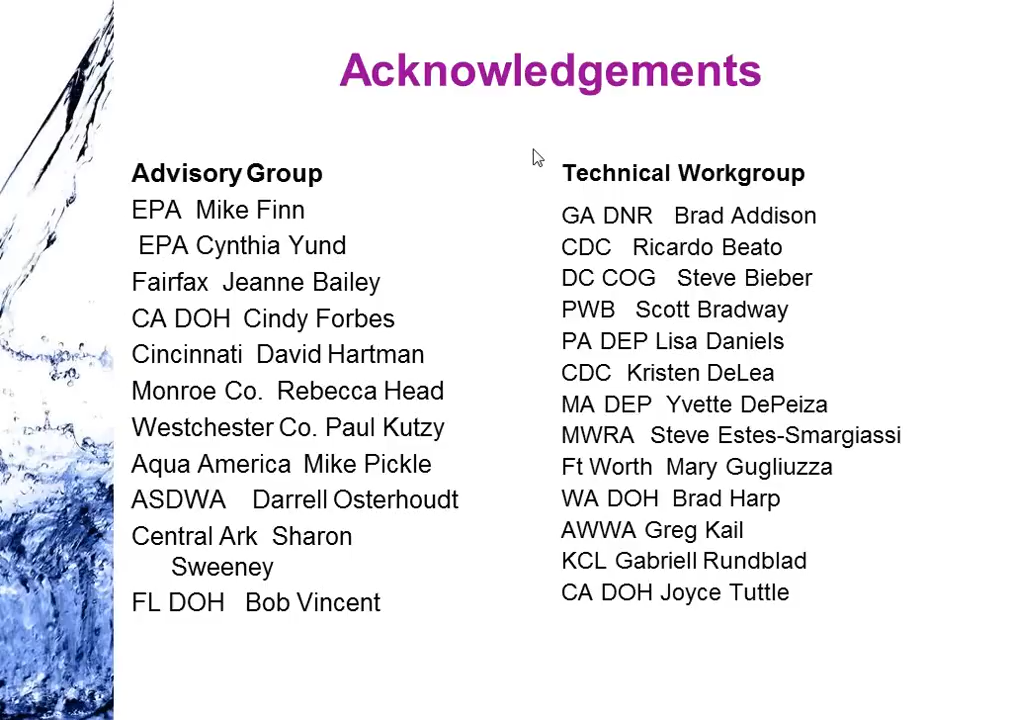 Acknowledgements
Advisory Group
EPA Mike Finn
EPA Cynthia Yund
Fairfax Jeanne Bailey
CA DOH Cindy Forbes
Cincinnati David Hartman
Monroe Co. Rebecca Head
Westchester Co. Paul Kutzy
Aqua America Mike Pickle
ASDWA Darrell Osterhoudt
Central Ark Sharon
Sweeney
FL DOH Bob Vincent
Technical Workgroup
GA DNR Brad Addison
CDC Ricardo Beato
DC COG Steve Bieber
PWB Scott Bradway
PA DEP Lisa Daniels
CDC Kristen DeLea
MA DEP Yvette DePeiza
MWRA Steve Estes-Smargiassi
Ft Worth Mary Gugliuzza
WA DOH Brad Harp
AWWA Greg Kail
KCL Gabriell Rundblad
CA DOH Joyce Tuttle